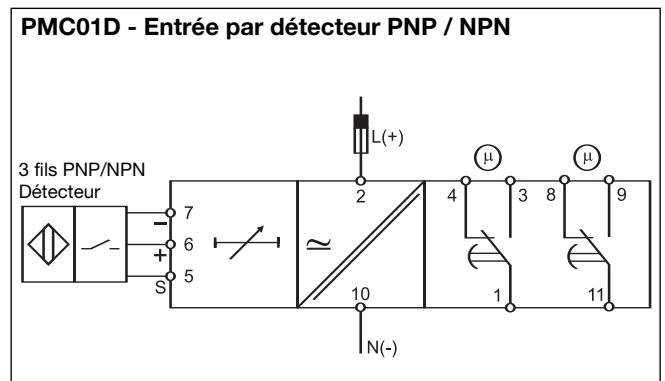 PMC01D - Entrée par détecteur PNP / NPN
L(+)
3 fils PNP/NPN
Détecteur
µ
µ
2
4
3
8
9
7
−
6
+
5
S
≃
10
1
11
N(-)